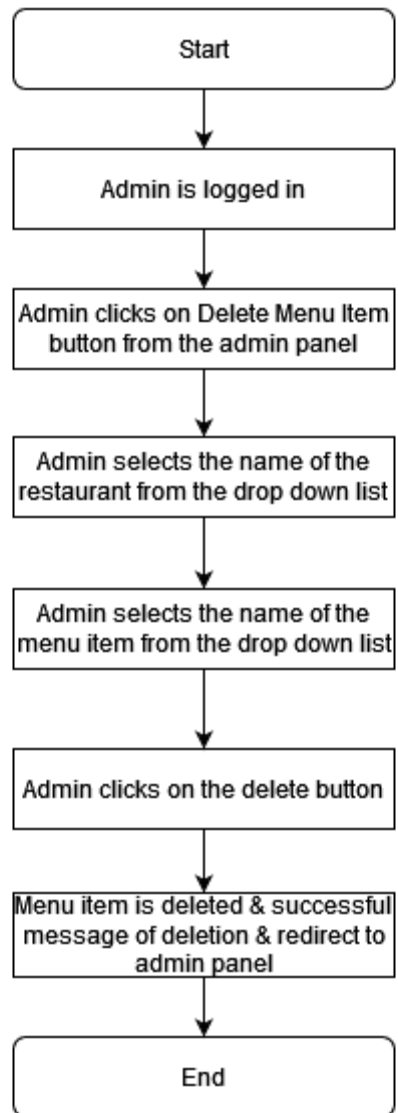 Start
Admin is logged in
Admin clicks on Delete Menu Item
button from the admin panel
Admin selects the name of the
restaurant from the drop down list
Admin selects the name of the
menu item from the drop down list
Admin clicks on the delete button
Menu item is deleted & successful
message of deletion & redirect to
admin panel
End